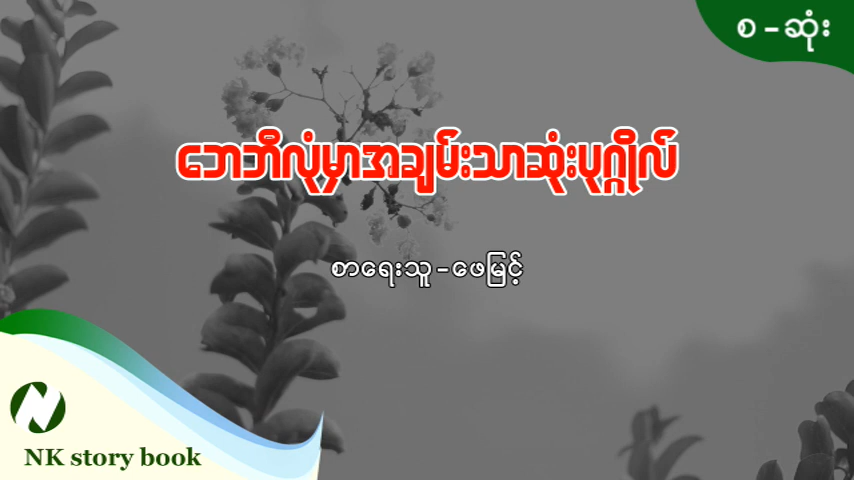 စ - ဆုံး
ဘေဘီလုံမှာအချမ်းသာဆုံးပုဂ္ဂိုလ်
စာရေးသူ - ဖေမြင့်
NK story book